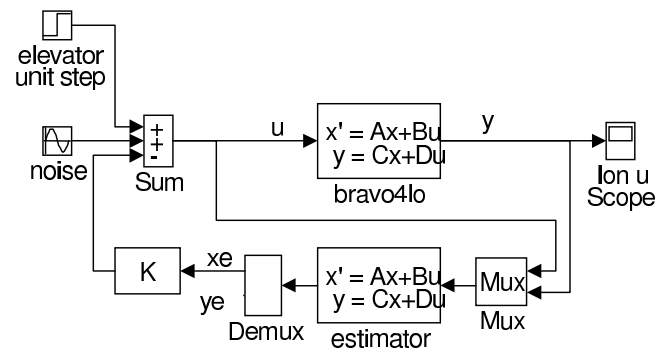 elevator
unit step
noise
+
+
-
Sum
u
x' = Ax+Bu
y = Cx+Du
bravo4lo
y
lon u
Scope
K
xe
ye
Demux
x' = Ax+Bu
y = Cx+Du
estimator
Mux
Mux